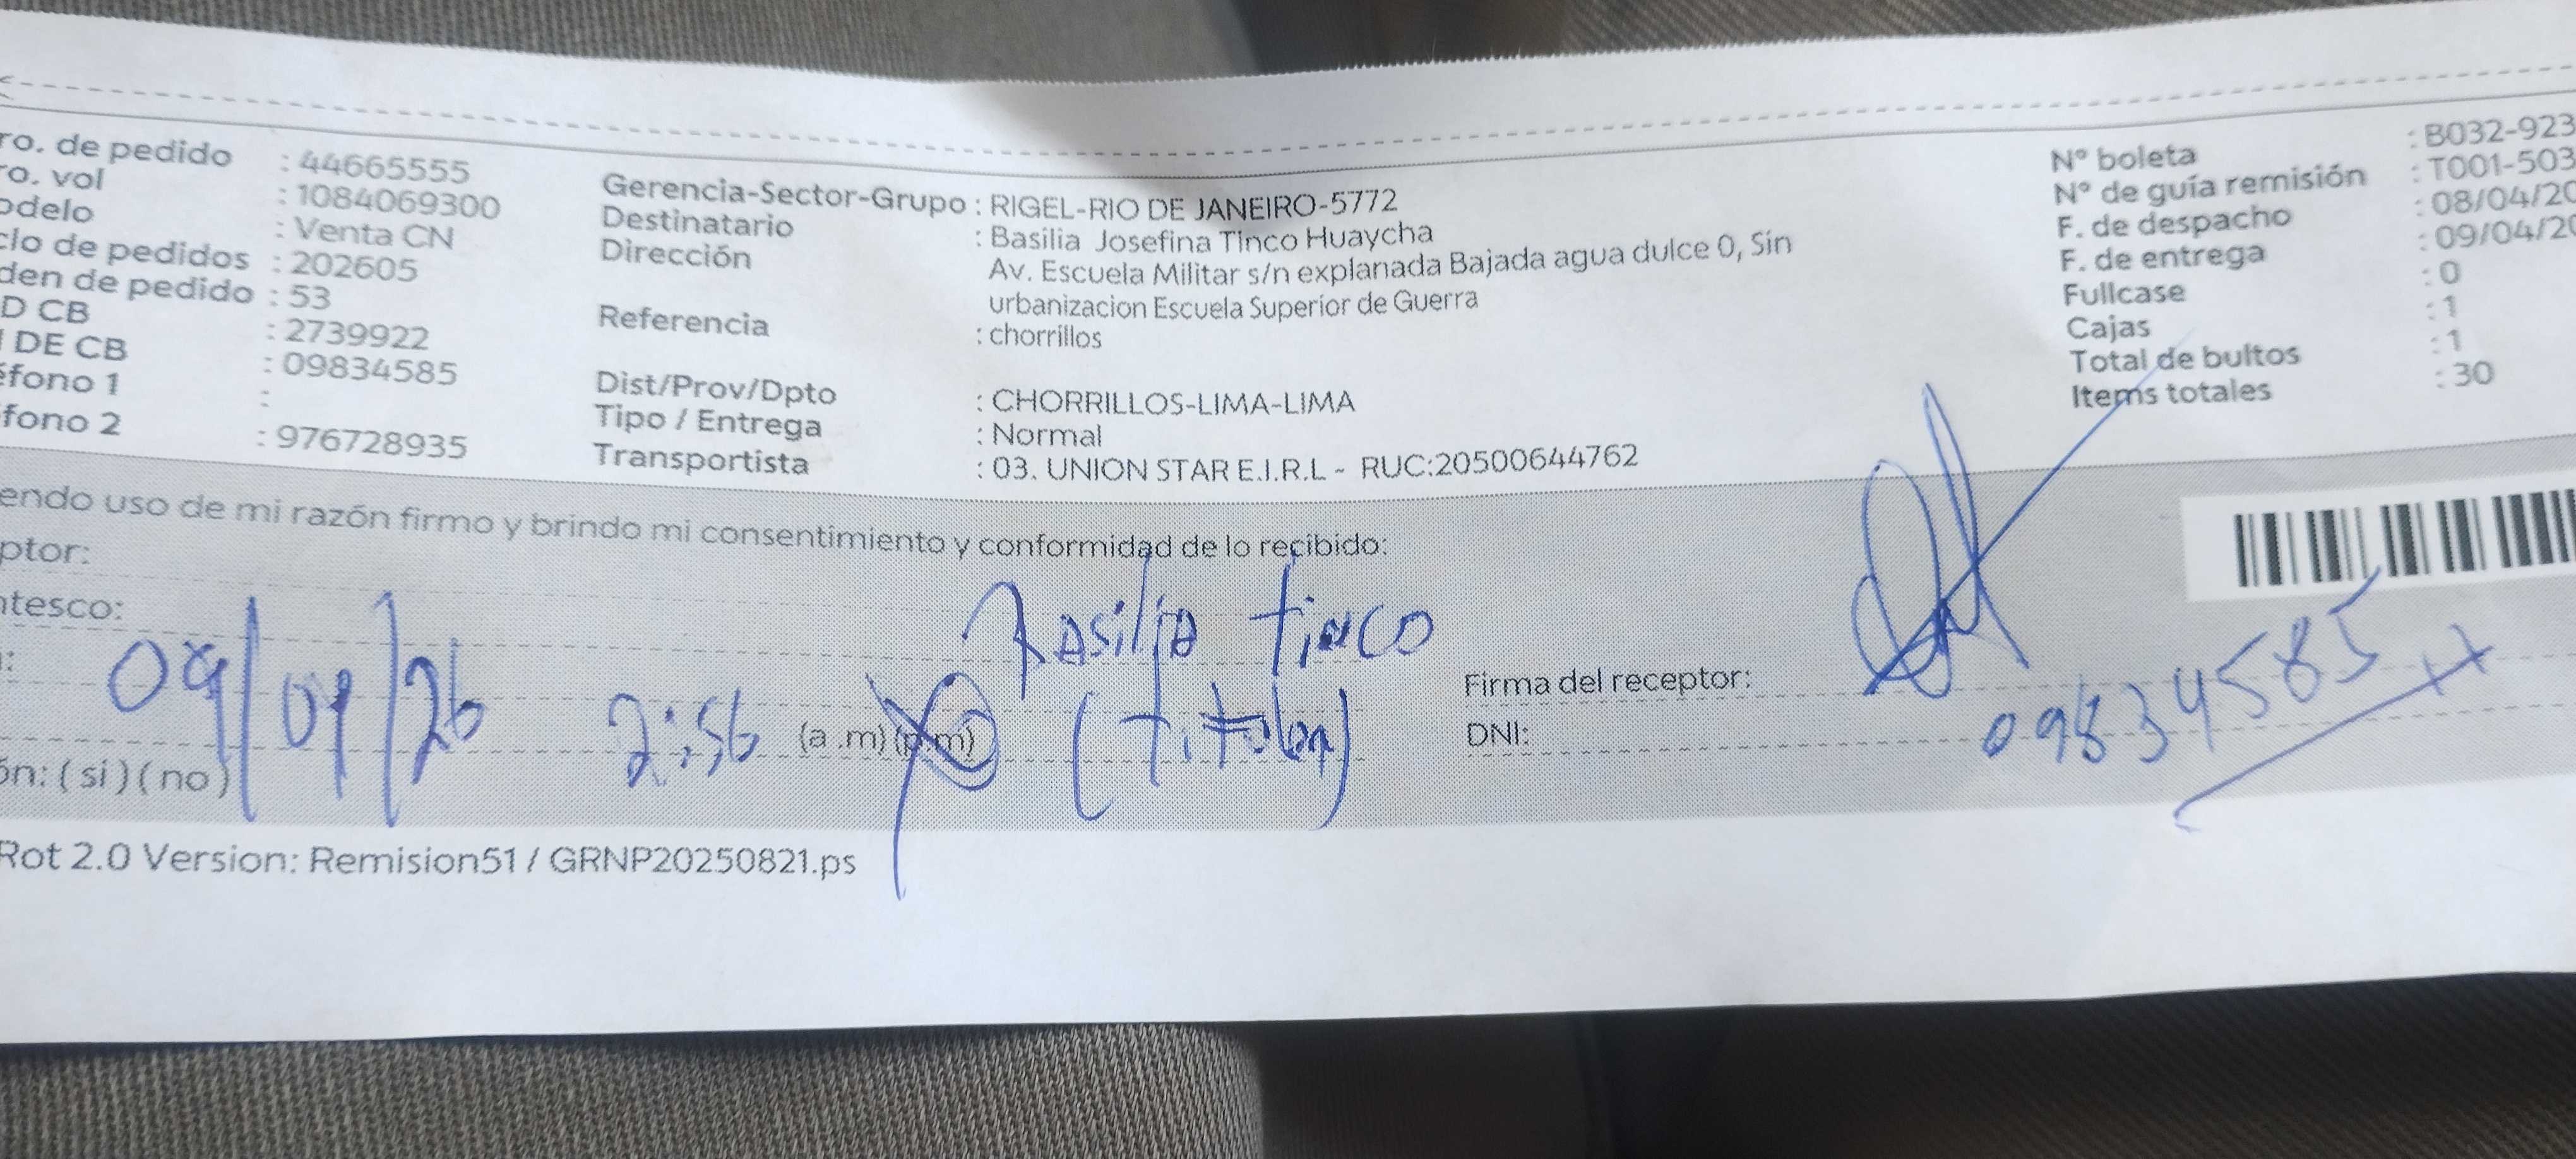 ro. de pedido : 44665555
ro. vol : 1084069300
odelo : Venta CN
clo de pedidos : 202605
den de pedido : 53
D CB : 2739922
DE CB : 09834585
éfono 1 :
fono 2 : 976728935
Gerencia-Sector-Grupo : RIGEL-RIO DE JANEIRO-5772
Destinatario : Basilia Josefina Tinco Huaycha
Dirección Av. Escuela Militar s/n explanada Bajada agua dulce 0, Sin
urbanizacion Escuela Superior de Guerra
Referencia : chorrillos
Dist/Prov/Dpto : CHORRILLOS-LIMA-LIMA
Tipo / Entrega : Normal
Transportista : 03. UNION STAR E.I.R.L - RUC:20500644762
Nº boleta : B032-923
Nº de guía remisión : T001-503
F. de despacho : 08/04/20
F. de entrega : 09/04/20
Fullcase : 0
Cajas : 1
Total de bultos : 1
Items totales : 30
endo uso de mi razón firmo y brindo mi consentimiento y conformidad de lo recibido:
ptor:
ntesco:
Basilia Tinco
09/04/26 2:56 (a.m) (p.m) (Titular)
ón: ( si ) ( no )
Firma del receptor:
DNI: 09834585
Rot 2.0 Version: Remision51 / GRNP20250821.ps